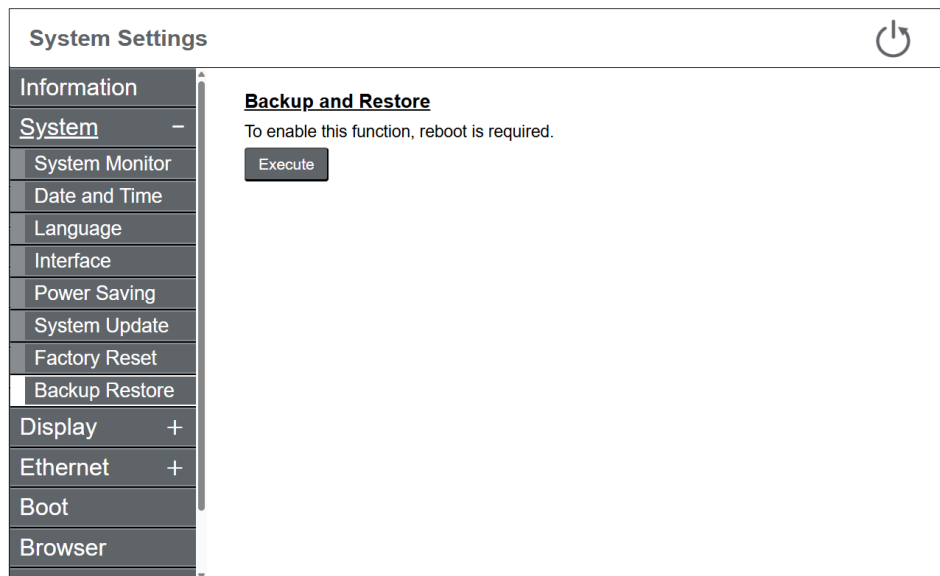 System Settings
Information
System −
System Monitor
Date and Time
Language
Interface
Power Saving
System Update
Factory Reset
Backup Restore
Display +
Ethernet +
Boot
Browser
Backup and Restore
To enable this function, reboot is required.
Execute